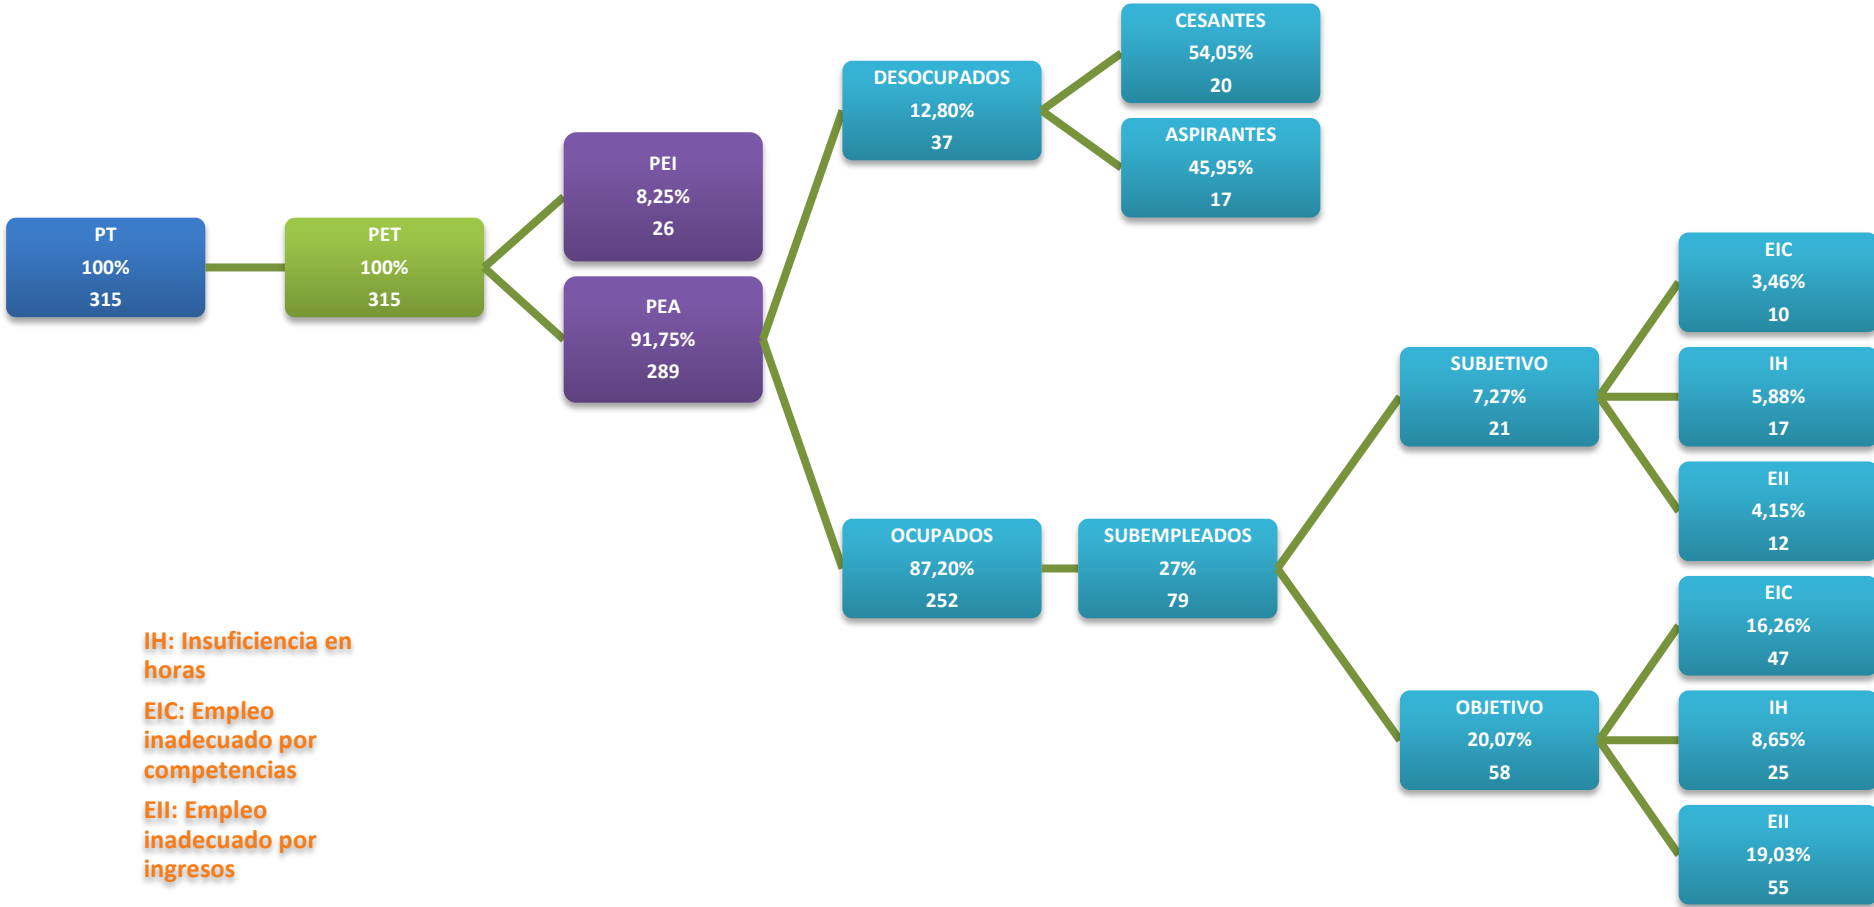 PT
100%
315
PET
100%
315
PEI
8,25%
26
PEA
91,75%
289
DESOCUPADOS
12,80%
37
CESANTES
54,05%
20
ASPIRANTES
45,95%
17
OCUPADOS
87,20%
252
SUBEMPLEADOS
27%
79
SUBJETIVO
7,27%
21
EIC
3,46%
10
IH
5,88%
17
EII
4,15%
12
OBJETIVO
20,07%
58
EIC
16,26%
47
IH
8,65%
25
EII
19,03%
55
IH: Insuficiencia en
horas
EIC: Empleo
inadecuado por
competencias
EII: Empleo
inadecuado por
ingresos